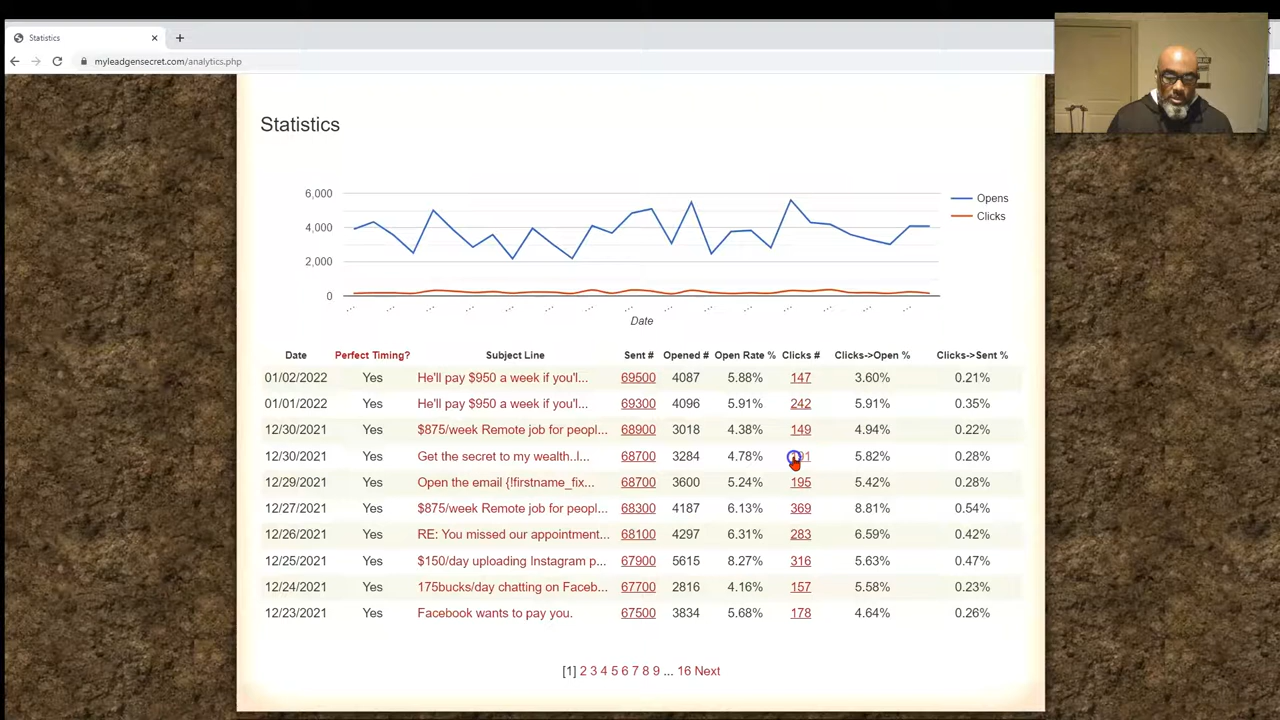 Statistics
myleadgensecret.com/analytics.php
Statistics
6,000
4,000
2,000
0
Opens
Clicks
Date
Date Perfect Timing? Subject Line Sent # Opened # Open Rate % Clicks # Clicks->Open % Clicks->Sent %
01/02/2022 Yes He'll pay $950 a week if you'l... 69500 4087 5.88% 147 3.60% 0.21%
01/01/2022 Yes He'll pay $950 a week if you'l... 69300 4096 5.91% 242 5.91% 0.35%
12/30/2021 Yes $875/week Remote job for peopl... 68900 3018 4.38% 149 4.94% 0.22%
12/30/2021 Yes Get the secret to my wealth..I... 68700 3284 4.78% 5.82% 0.28%
12/29/2021 Yes Open the email {!firstname_fix... 68700 3600 5.24% 195 5.42% 0.28%
12/27/2021 Yes $875/week Remote job for peopl... 68300 4187 6.13% 369 8.81% 0.54%
12/26/2021 Yes RE: You missed our appointment... 68100 4297 6.31% 283 6.59% 0.42%
12/25/2021 Yes $150/day uploading Instagram p... 67900 5615 8.27% 316 5.63% 0.47%
12/24/2021 Yes 175bucks/day chatting on Faceb... 67700 2816 4.16% 157 5.58% 0.23%
12/23/2021 Yes Facebook wants to pay you. 67500 3834 5.68% 178 4.64% 0.26%
[1] 2 3 4 5 6 7 8 9 ... 16 Next